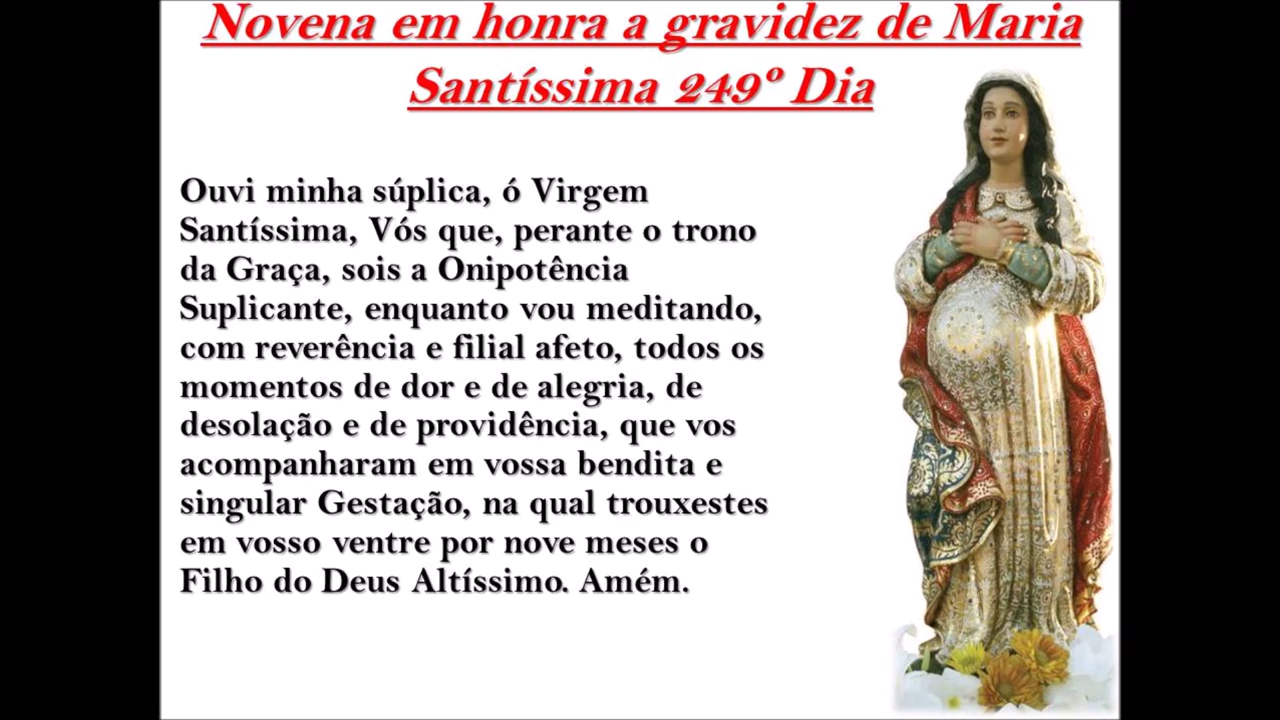 Novena em honra a gravidez de Maria
Santíssima 249º Dia
Ouvi minha súplica, ó Virgem
Santíssima, Vós que, perante o trono
da Graça, sois a Onipotência
Suplicante, enquanto vou meditando,
com reverência e filial afeto, todos os
momentos de dor e de alegria, de
desolação e de providência, que vos
acompanharam em vossa bendita e
singular Gestação, na qual trouxestes
em vosso ventre por nove meses o
Filho do Deus Altíssimo. Amém.